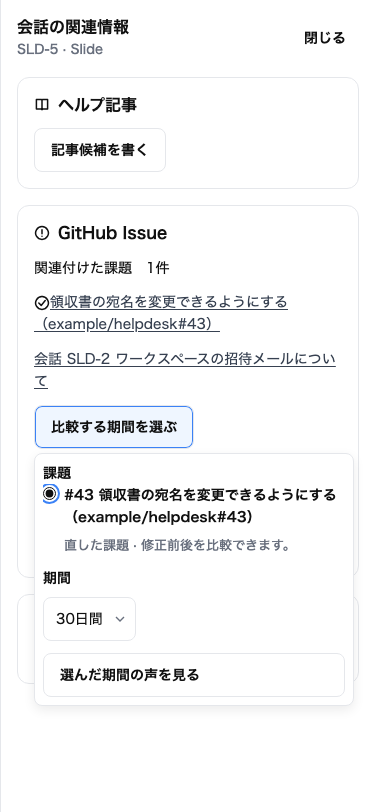 会話の関連情報
閉じる
SLD-5 · Slide
ヘルプ記事
記事候補を書く
GitHub Issue
関連付けた課題　1件
領収書の宛名を変更できるようにする
（example/helpdesk#43）
会話 SLD-2 ワークスペースの招待メールについ
て
比較する期間を選ぶ
課題
#43 領収書の宛名を変更できるようにする
（example/helpdesk#43）
直した課題 · 修正前後を比較できます。
期間
30日間
選んだ期間の声を見る